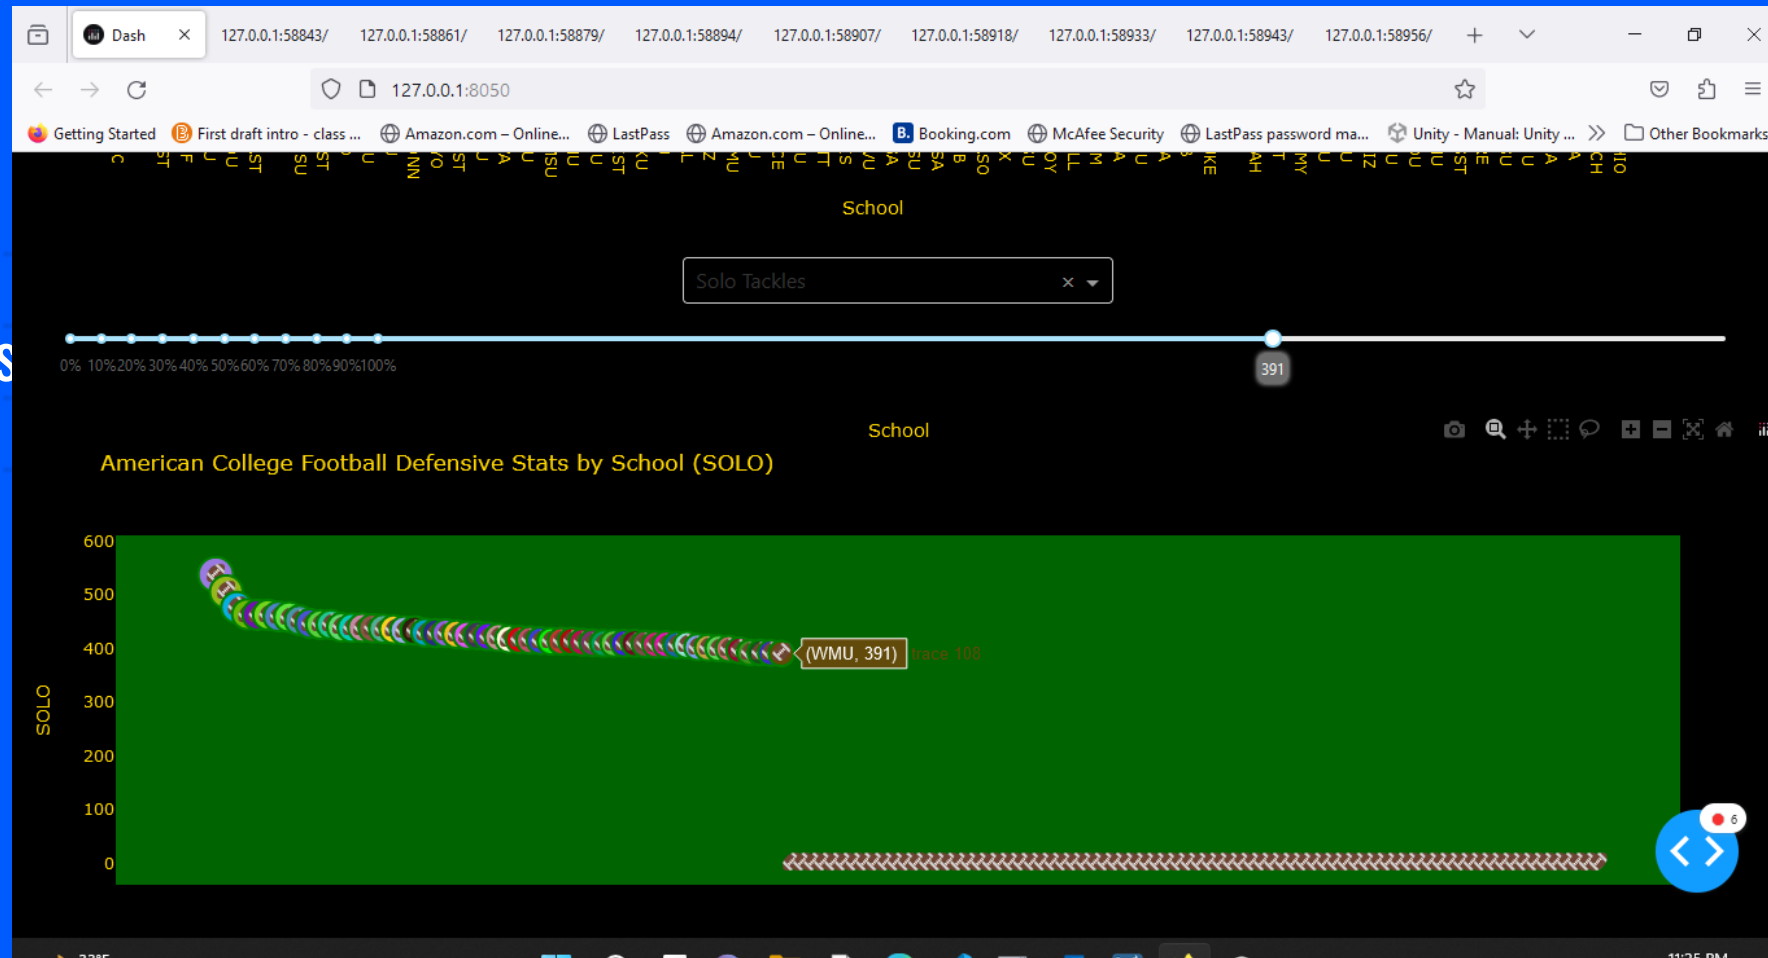 Dash
127.0.0.1:58843/
127.0.0.1:58861/
127.0.0.1:58879/
127.0.0.1:58894/
127.0.0.1:58907/
127.0.0.1:58918/
127.0.0.1:58933/
127.0.0.1:58943/
127.0.0.1:58956/
127.0.0.1:8050
Getting Started
First draft intro - class ...
Amazon.com – Online...
LastPass
Amazon.com – Online...
B. Booking.com
McAfee Security
LastPass password ma...
Unity - Manual: Unity ...
Other Bookmarks
School
Solo Tackles
0% 10% 20% 30% 40% 50% 60% 70% 80% 90% 100%
391
School
American College Football Defensive Stats by School (SOLO)
600
500
400
300
200
100
0
SOLO
(WMU, 391)
trace 108
6